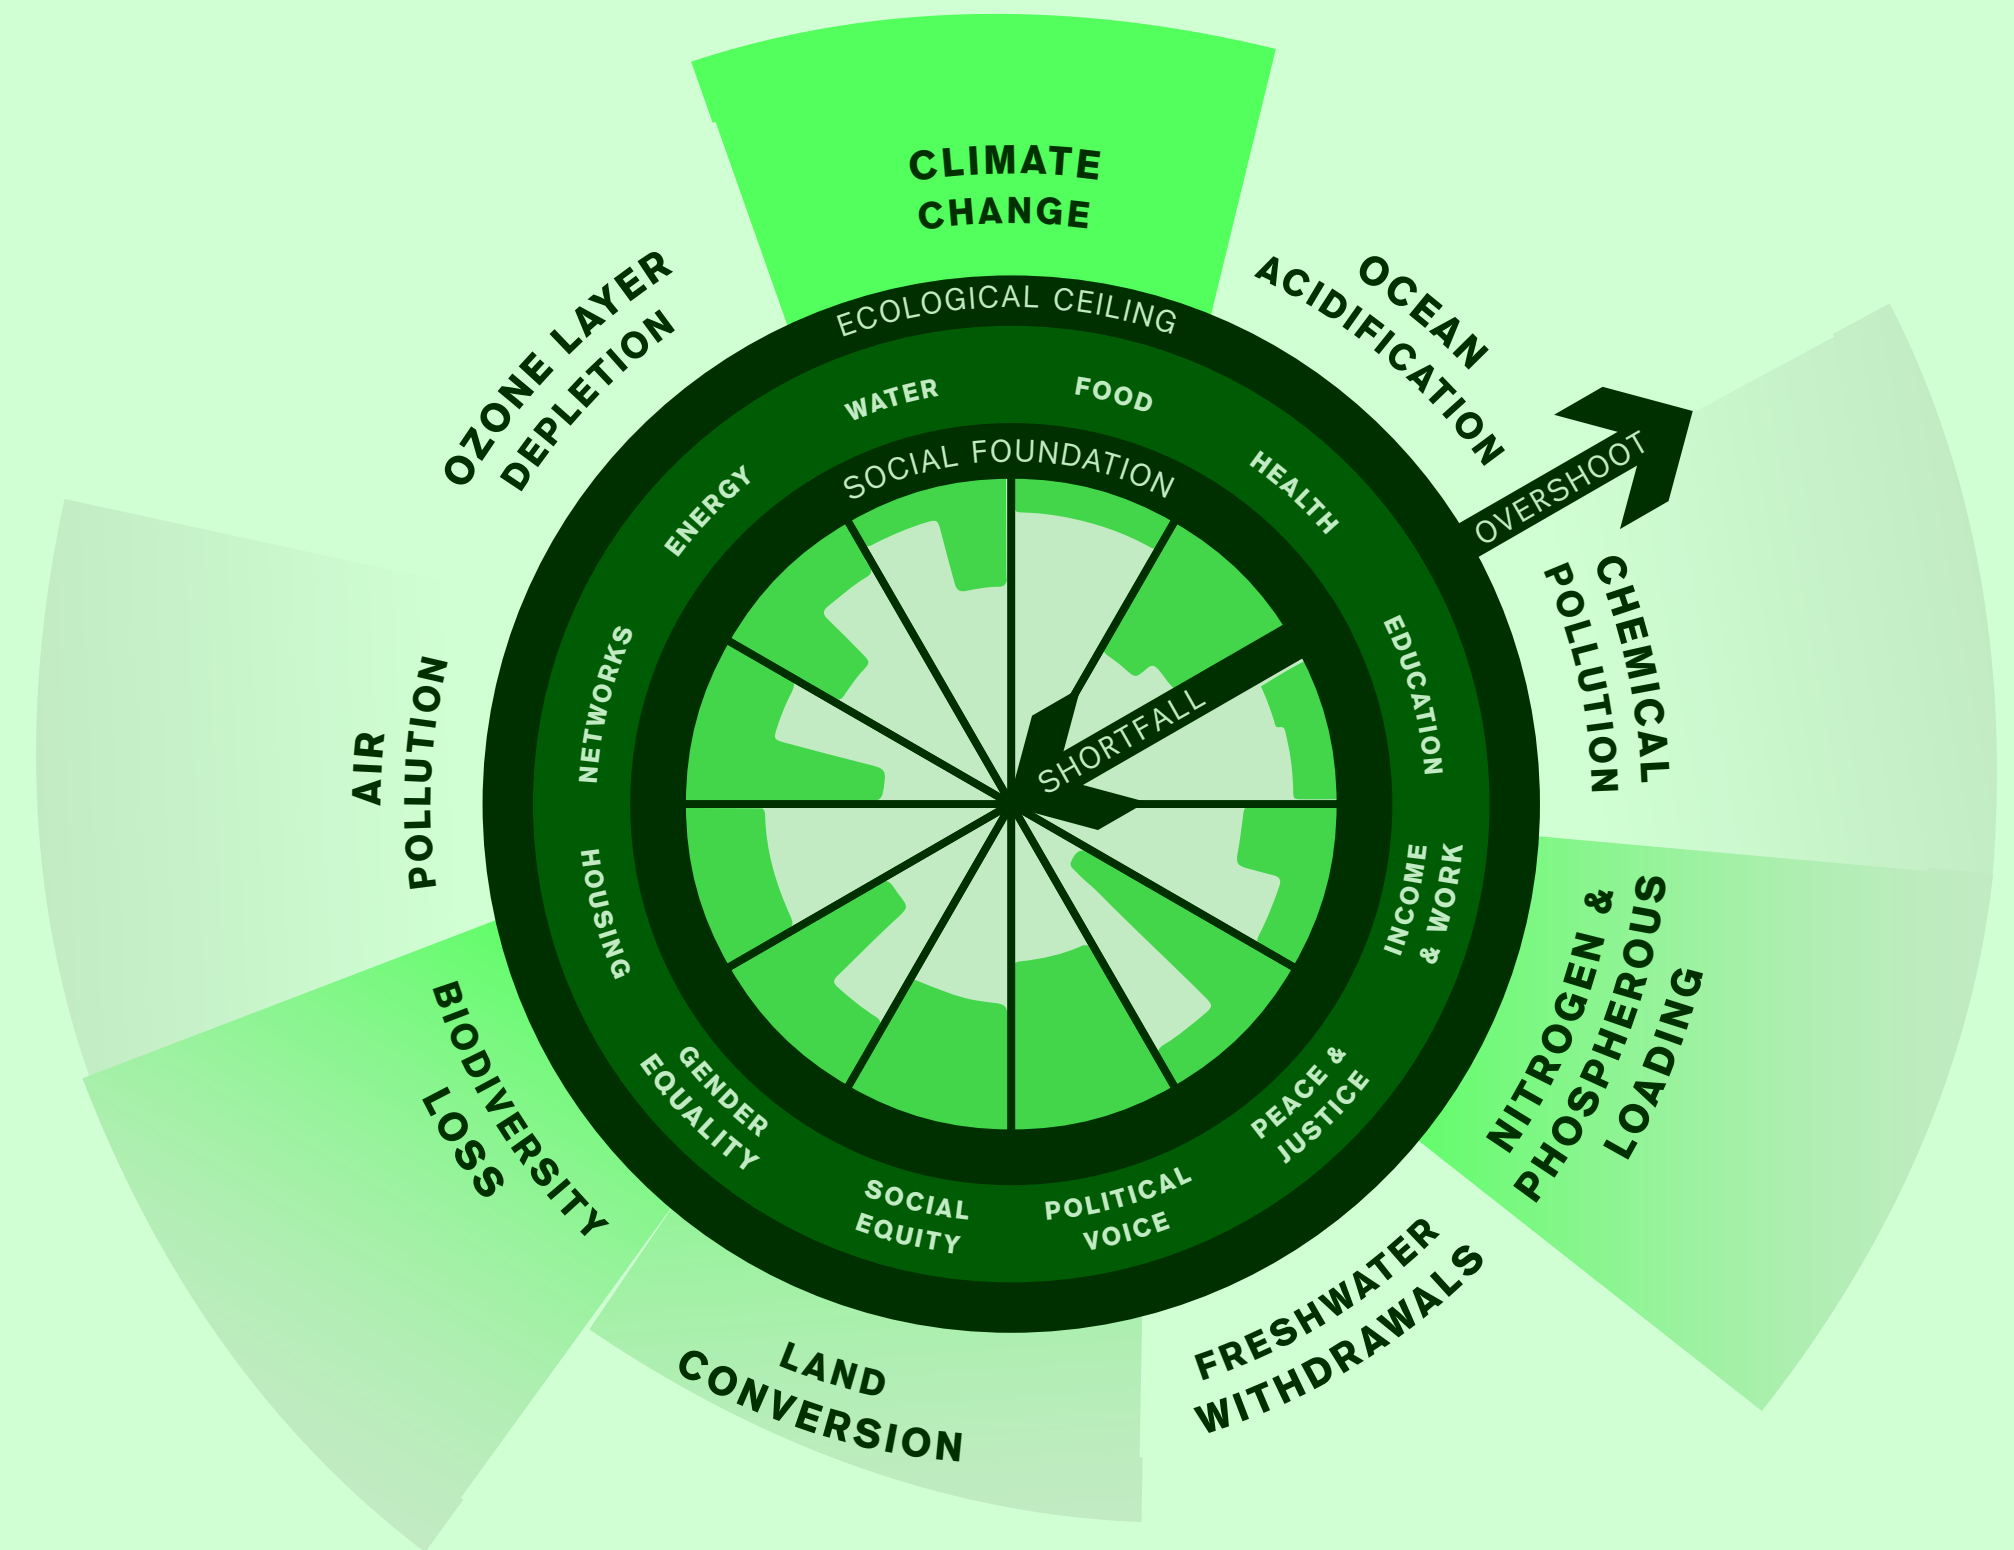 CLIMATE
CHANGE
OCEAN
ACIDIFICATION
OVERSHOOT
CHEMICAL
POLLUTION
NITROGEN &
PHOSPHEROUS
LOADING
FRESHWATER
WITHDRAWALS
LAND
CONVERSION
BIODIVERSITY
LOSS
AIR
POLLUTION
OZONE LAYER
DEPLETION
ECOLOGICAL CEILING
WATER
FOOD
HEALTH
EDUCATION
INCOME
& WORK
PEACE &
JUSTICE
POLITICAL
VOICE
SOCIAL
EQUITY
GENDER
EQUALITY
HOUSING
NETWORKS
ENERGY
SOCIAL FOUNDATION
SHORTFALL